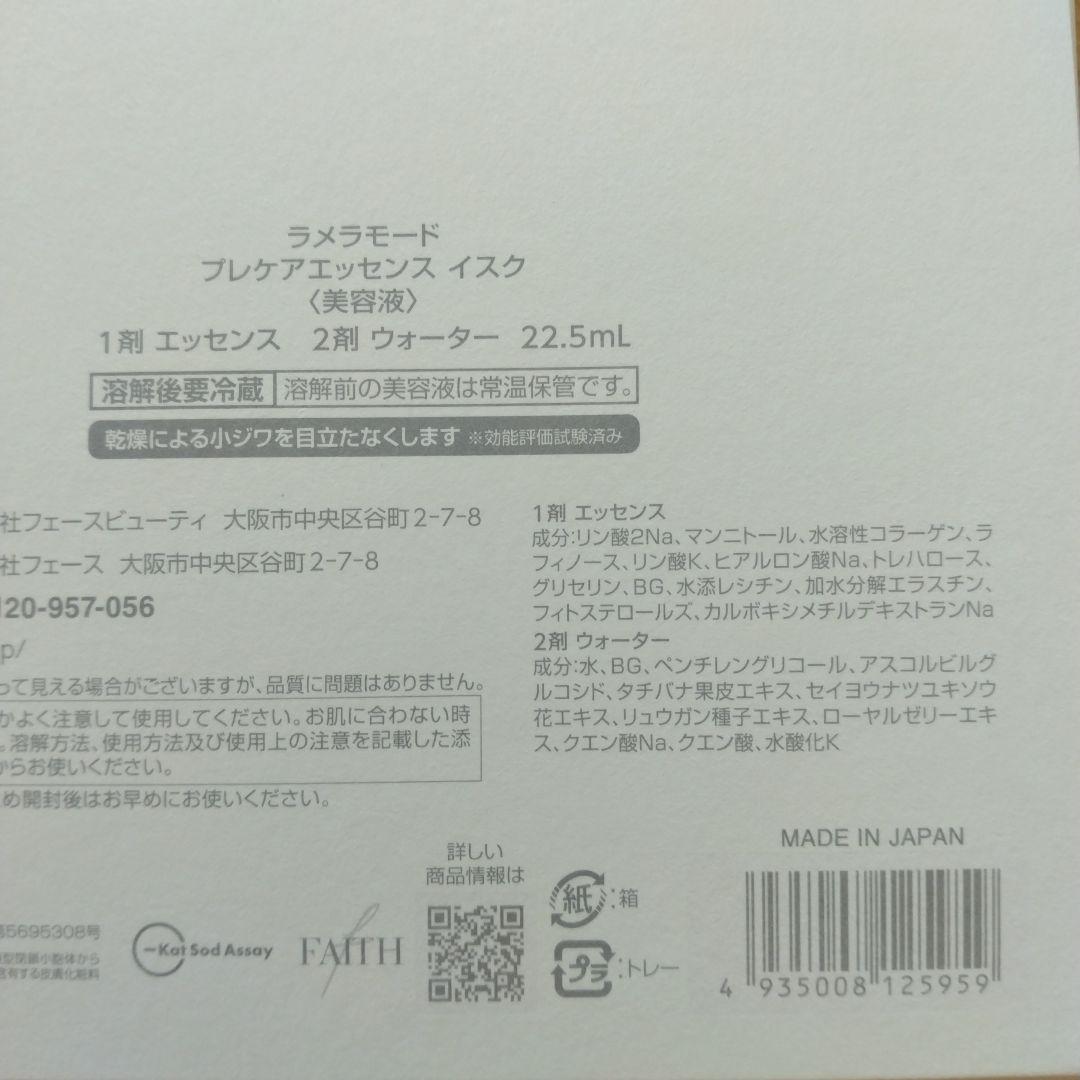 ラメラモード
プレケアエッセンス イスク
〈美容液〉
1剤 エッセンス　2剤 ウォーター　22.5mL
溶解後要冷蔵 溶解前の美容液は常温保管です。
乾燥による小ジワを目立たなくします ※効能評価試験済み
社フェースビューティ 大阪市中央区谷町2-7-8
社フェース 大阪市中央区谷町2-7-8
120-957-056
p/
って見える場合がございますが、品質に問題はありません。
かよく注意して使用してください。お肌に合わない時
。溶解方法、使用方法及び使用上の注意を記載した添
からお使いください。
め開封後はお早めにお使いください。
1剤 エッセンス
成分:リン酸2Na、マンニトール、水溶性コラーゲン、ラ
フィノース、リン酸K、ヒアルロン酸Na、トレハロース、
グリセリン、BG、水添レシチン、加水分解エラスチン、
フィトステロールズ、カルボキシメチルデキストランNa
2剤 ウォーター
成分:水、BG、ペンチレングリコール、アスコルビルグ
ルコシド、タチバナ果皮エキス、セイヨウナツユキソウ
花エキス、リュウガン種子エキス、ローヤルゼリーエキ
ス、クエン酸Na、クエン酸、水酸化K
5695308号
型閉鎖小胞体から
含有する皮膚化粧料
Kat Sod Assay
FAITH
詳しい
商品情報は
紙:箱
プラ:トレー
MADE IN JAPAN
4 935008 125959